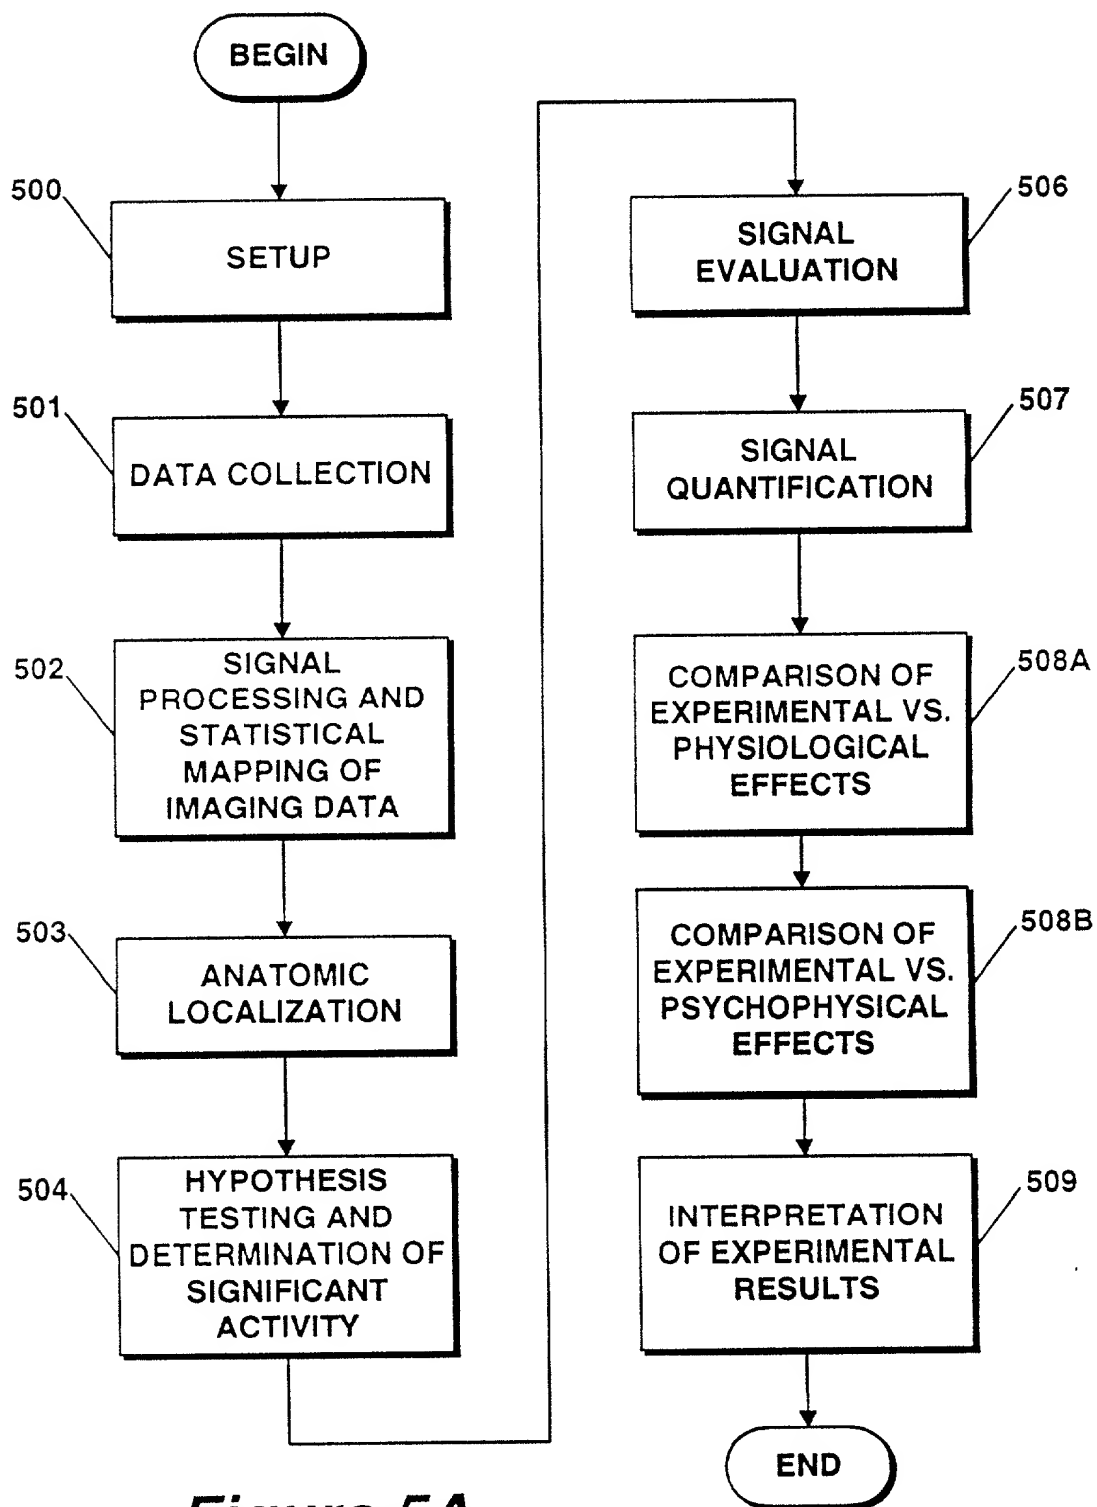 BEGIN
500
SETUP
501
DATA COLLECTION
502
SIGNAL
PROCESSING AND
STATISTICAL
MAPPING OF
IMAGING DATA
503
ANATOMIC
LOCALIZATION
504
HYPOTHESIS
TESTING AND
DETERMINATION OF
SIGNIFICANT
ACTIVITY
506
SIGNAL
EVALUATION
507
SIGNAL
QUANTIFICATION
508A
COMPARISON OF
EXPERIMENTAL VS.
PHYSIOLOGICAL
EFFECTS
508B
COMPARISON OF
EXPERIMENTAL VS.
PSYCHOPHYSICAL
EFFECTS
509
INTERPRETATION
OF EXPERIMENTAL
RESULTS
END
Figure 5A